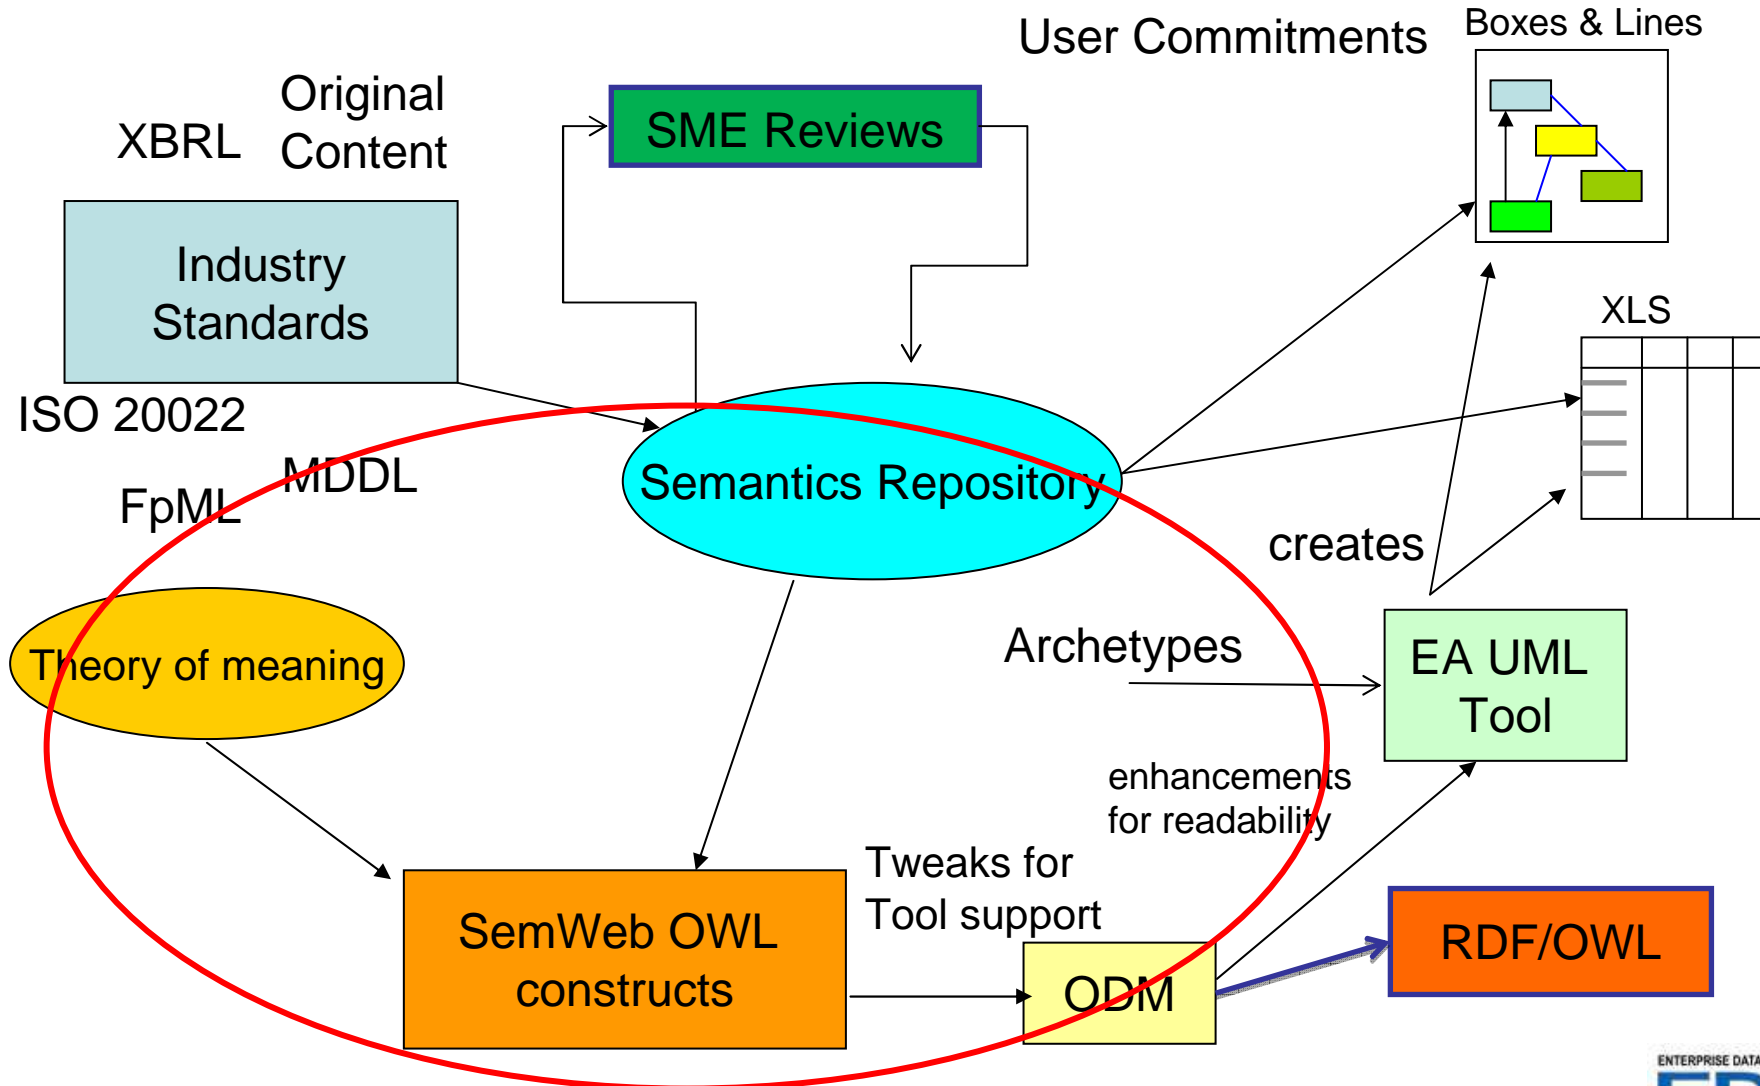 User Commitments
Boxes & Lines
Original
Content
XBRL
SME Reviews
Industry
Standards
XLS
ISO 20022
MDDL
FpML
Semantics Repository
creates
Theory of meaning
Archetypes
EA UML
Tool
enhancements
for readability
Tweaks for
Tool support
SemWeb OWL
constructs
ODM
RDF/OWL
ENTERPRISE DATA